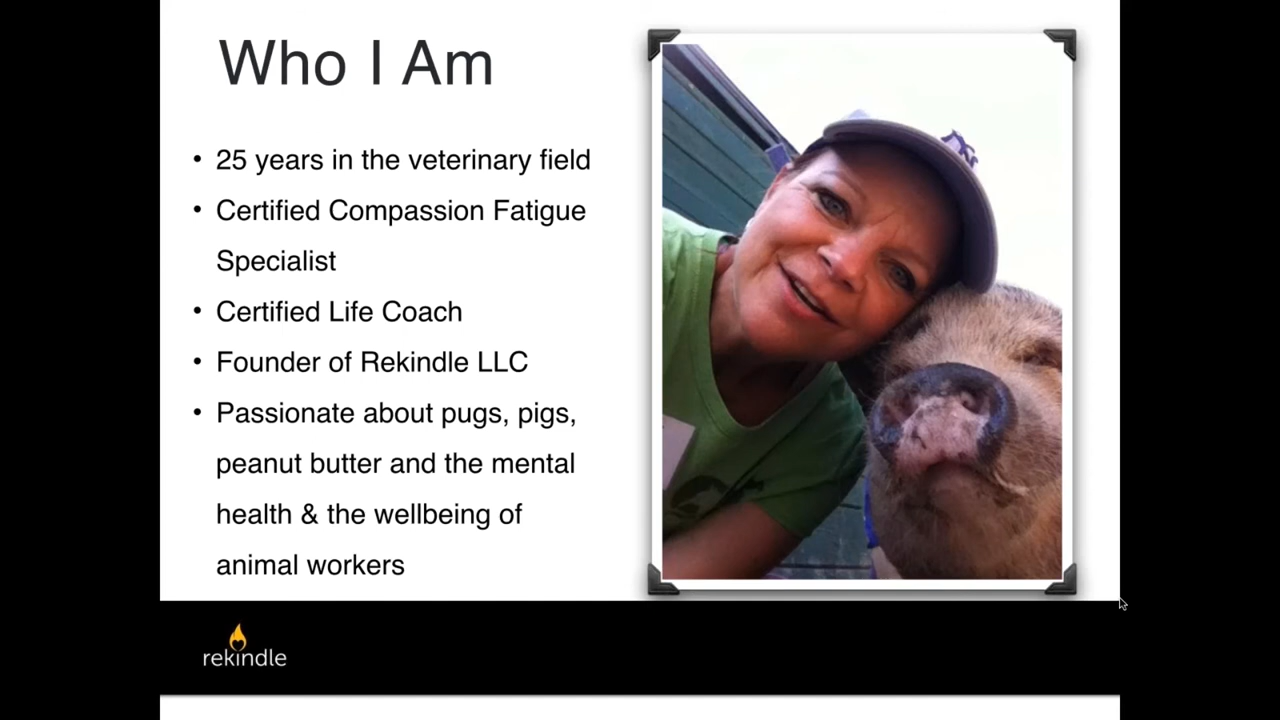 Who I Am
• 25 years in the veterinary field
• Certified Compassion Fatigue
Specialist
• Certified Life Coach
• Founder of Rekindle LLC
• Passionate about pugs, pigs,
peanut butter and the mental
health & the wellbeing of
animal workers
rekindle